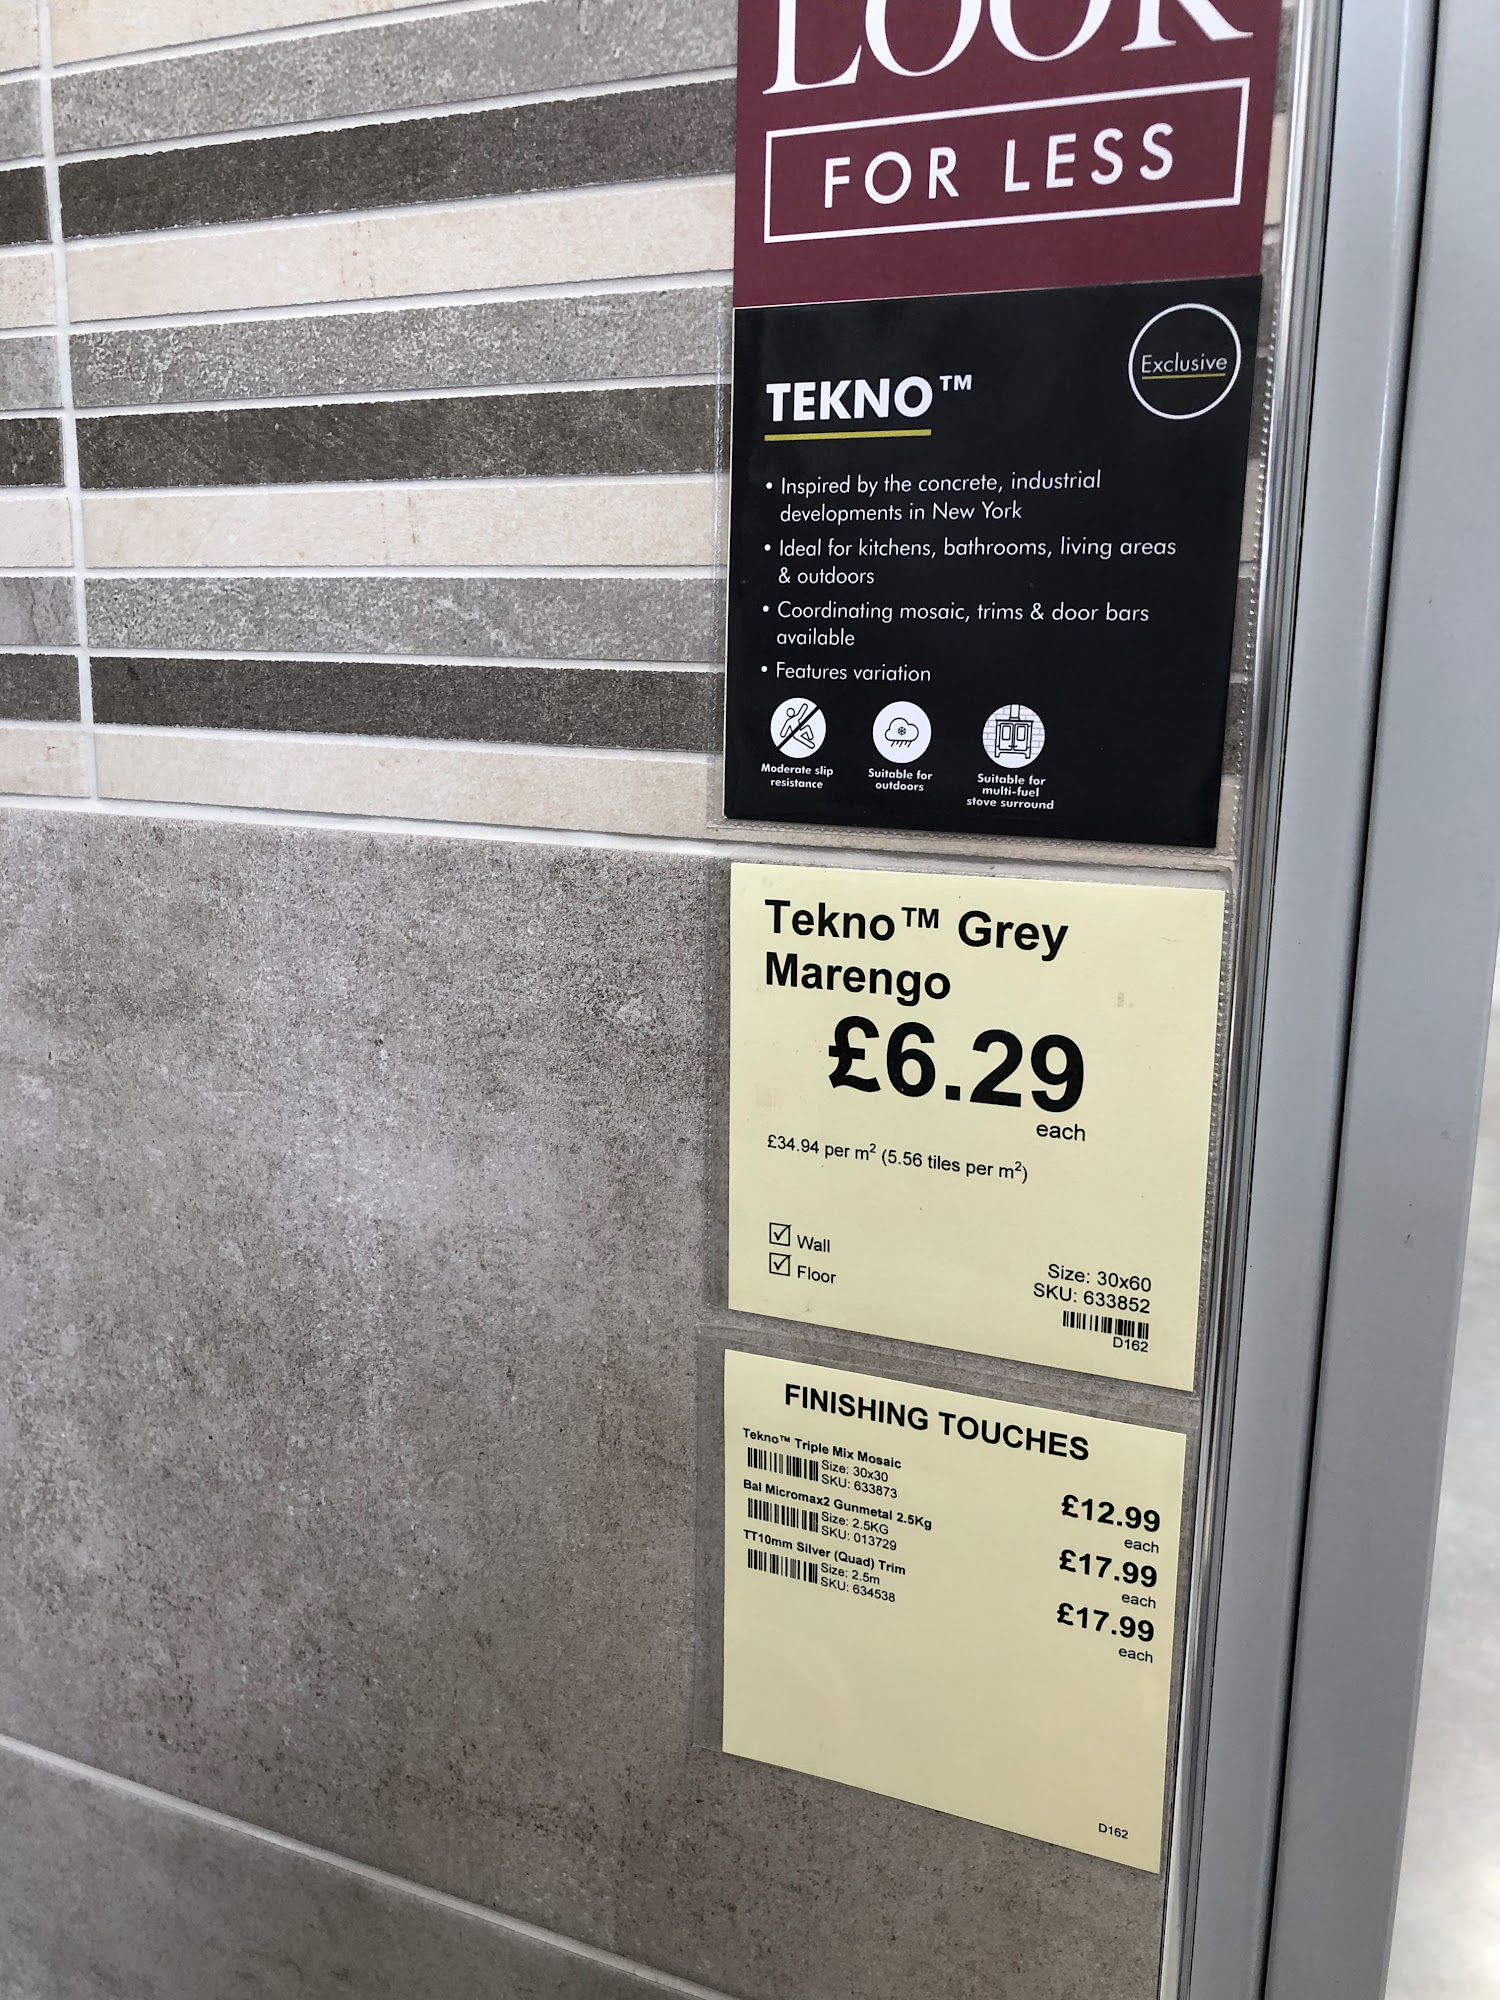 LOOK
FOR LESS
Exclusive
TEKNO™
• Inspired by the concrete, industrial
developments in New York
• Ideal for kitchens, bathrooms, living areas
& outdoors
• Coordinating mosaic, trims & door bars
available
• Features variation
Moderate slip
resistance
Suitable for
outdoors
Suitable for
multi-fuel
stove surround
Tekno™ Grey
Marengo
£6.29
each
£34.94 per m² (5.56 tiles per m²)
Wall
Floor
Size: 30x60
SKU: 633852
D162
FINISHING TOUCHES
Tekno™ Triple Mix Mosaic
Size: 30x30
SKU: 633873
£12.99
each
Bal Micromax2 Gunmetal 2.5Kg
Size: 2.5KG
SKU: 013729
£17.99
each
TT10mm Silver (Quad) Trim
Size: 2.5m
SKU: 634538
£17.99
each
D162